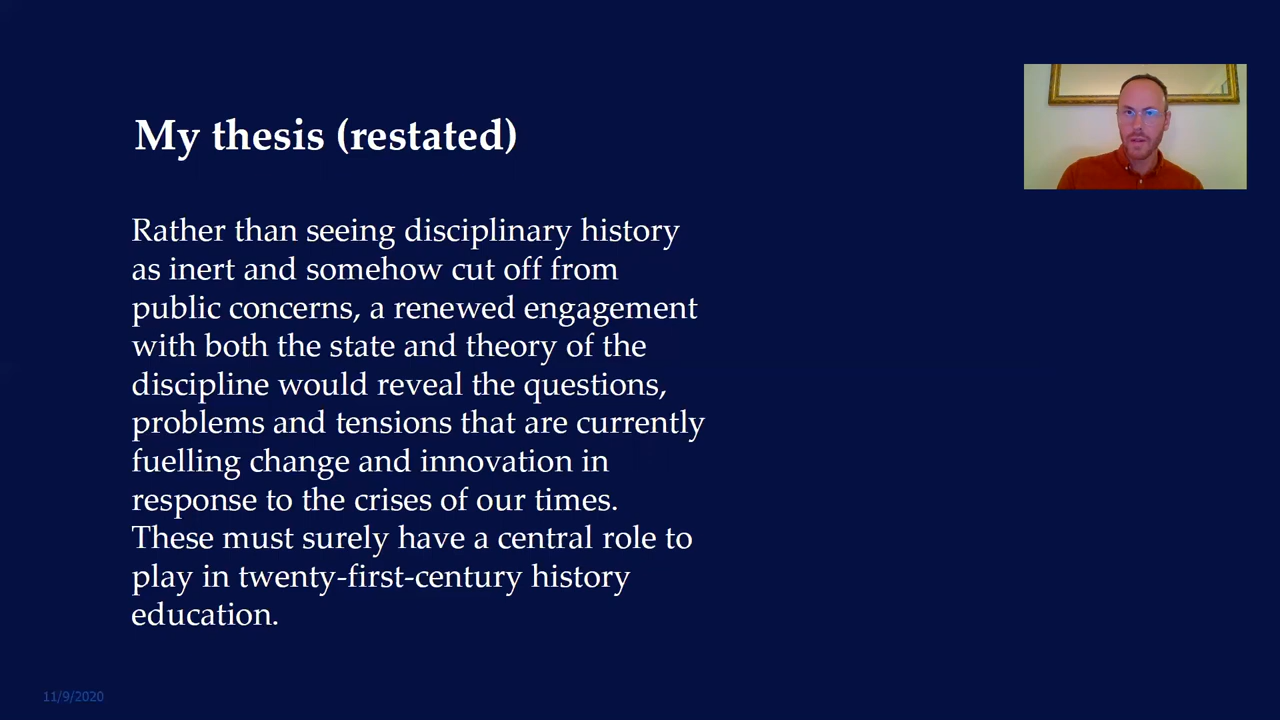 My thesis (restated)
Rather than seeing disciplinary history
as inert and somehow cut off from
public concerns, a renewed engagement
with both the state and theory of the
discipline would reveal the questions,
problems and tensions that are currently
fuelling change and innovation in
response to the crises of our times.
These must surely have a central role to
play in twenty-first-century history
education.
11/9/2020